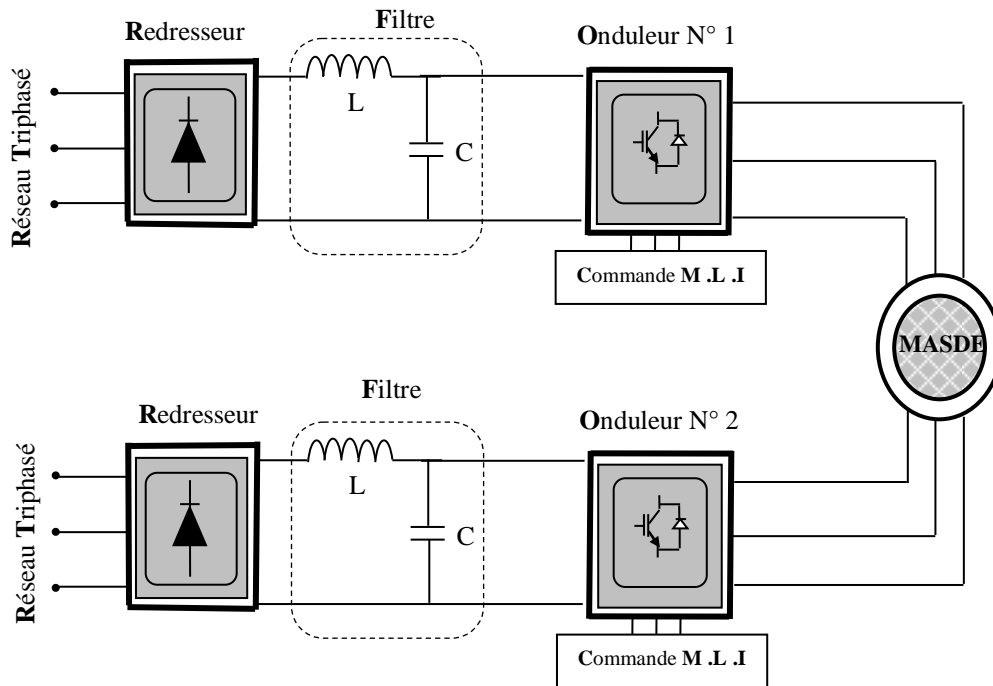 Filtre
Redresseur
Onduleur N° 1
Réseau Triphasé
L
C
Commande M .L .I
MASDE
Filtre
Redresseur
Onduleur N° 2
Réseau Triphasé
L
C
Commande M .L .I